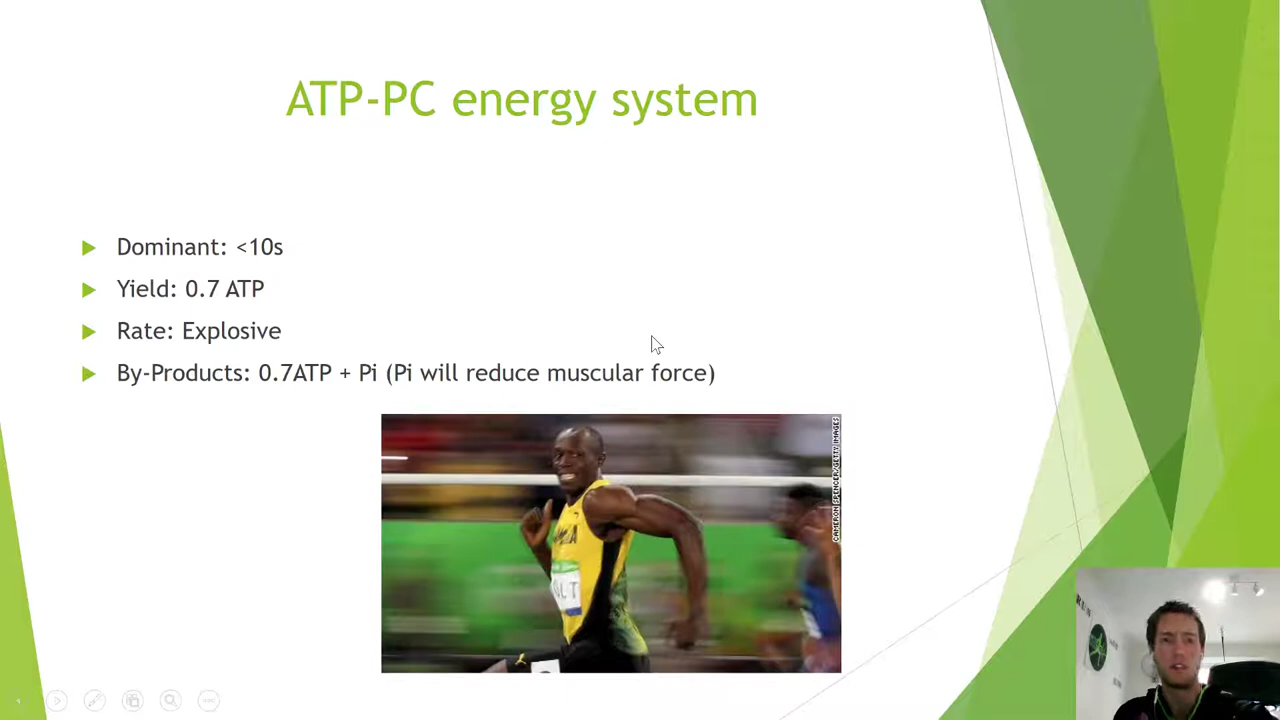 ATP-PC energy system
Dominant: <10s
Yield: 0.7 ATP
Rate: Explosive
By-Products: 0.7ATP + Pi (Pi will reduce muscular force)
CAMERON SPENCER/GETTY IMAGES